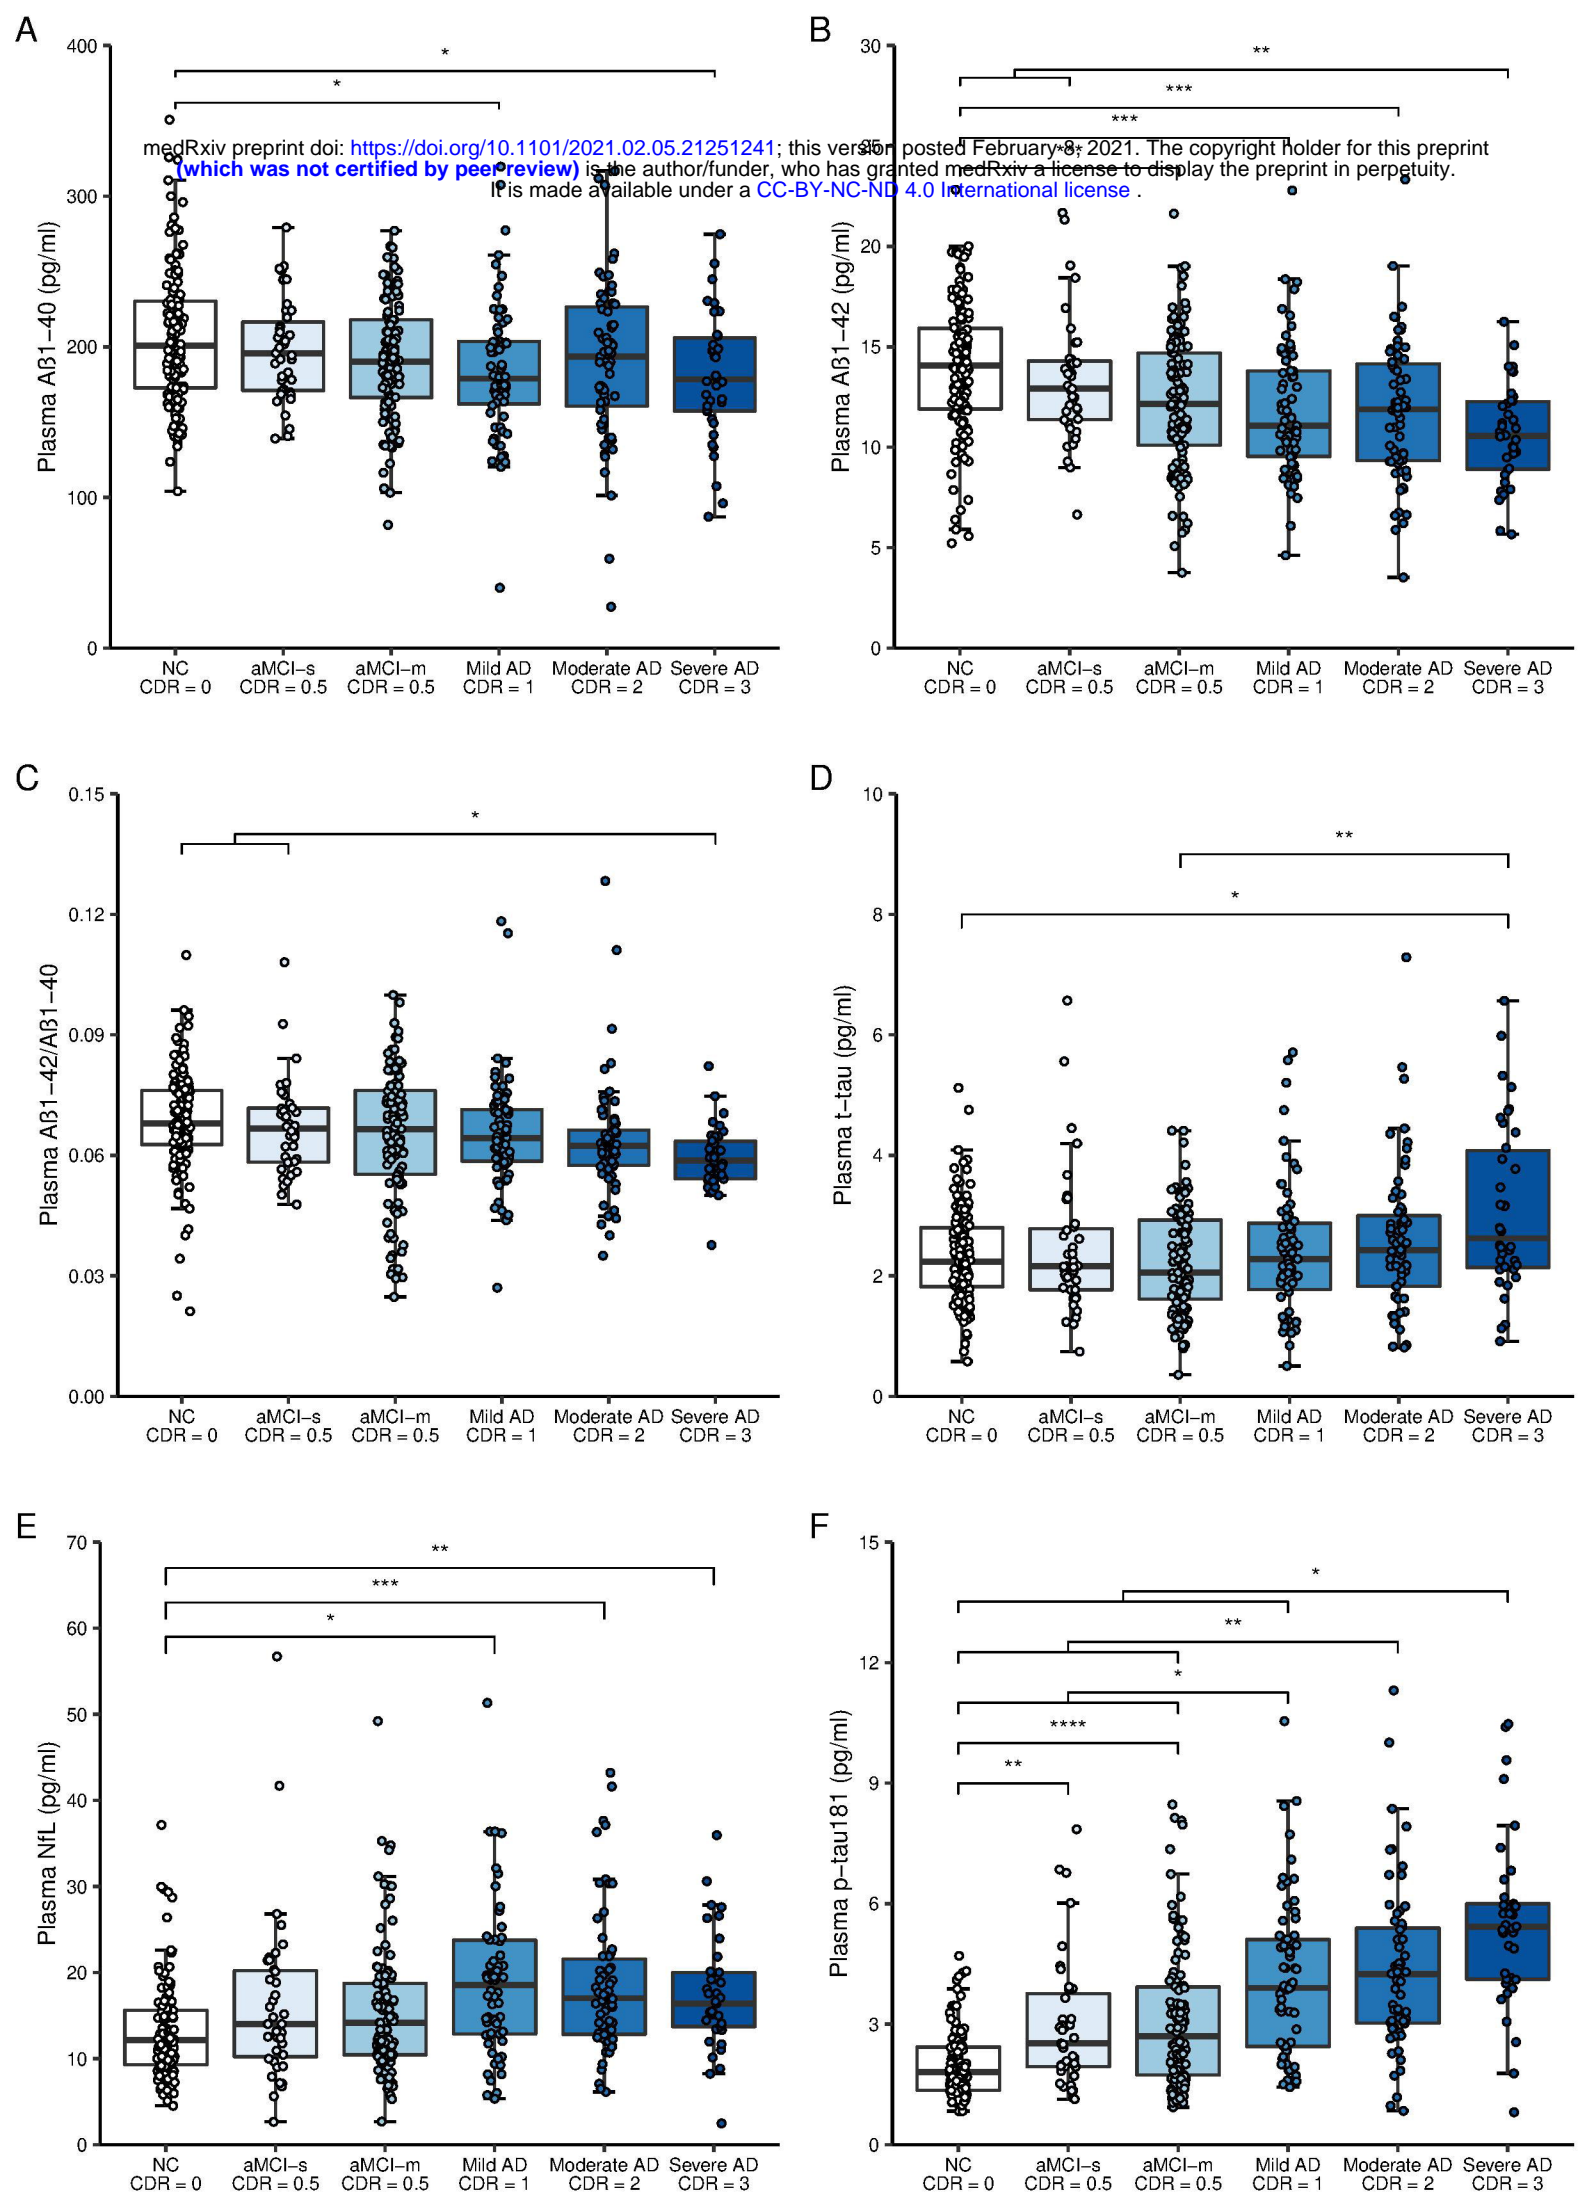 A
B
400
300
200
100
0
Plasma Aß1−40 (pg/ml)
*
*
NC
CDR = 0
aMCI−s
CDR = 0.5
aMCI−m
CDR = 0.5
Mild AD
CDR = 1
Moderate AD
CDR = 2
Severe AD
CDR = 3
30
25
20
15
10
5
0
Plasma Aß1−42 (pg/ml)
**
***
***
medRxiv preprint doi: https://doi.org/10.1101/2021.02.05.21251241; this version posted February 8, 2021. The copyright holder for this preprint
(which was not certified by peer review) is the author/funder, who has granted medRxiv a license to display the preprint in perpetuity.
It is made available under a CC-BY-NC-ND 4.0 International license .
NC
CDR = 0
aMCI−s
CDR = 0.5
aMCI−m
CDR = 0.5
Mild AD
CDR = 1
Moderate AD
CDR = 2
Severe AD
CDR = 3
C
0.15
0.12
0.09
0.06
0.03
0.00
Plasma Aß1−42/Aß1−40
*
NC
CDR = 0
aMCI−s
CDR = 0.5
aMCI−m
CDR = 0.5
Mild AD
CDR = 1
Moderate AD
CDR = 2
Severe AD
CDR = 3
D
10
8
6
4
2
0
Plasma t−tau (pg/ml)
**
*
NC
CDR = 0
aMCI−s
CDR = 0.5
aMCI−m
CDR = 0.5
Mild AD
CDR = 1
Moderate AD
CDR = 2
Severe AD
CDR = 3
E
70
60
50
40
30
20
10
0
Plasma NfL (pg/ml)
**
***
*
NC
CDR = 0
aMCI−s
CDR = 0.5
aMCI−m
CDR = 0.5
Mild AD
CDR = 1
Moderate AD
CDR = 2
Severe AD
CDR = 3
F
15
12
9
6
3
0
Plasma p−tau181 (pg/ml)
*
**
*
****
**
NC
CDR = 0
aMCI−s
CDR = 0.5
aMCI−m
CDR = 0.5
Mild AD
CDR = 1
Moderate AD
CDR = 2
Severe AD
CDR = 3